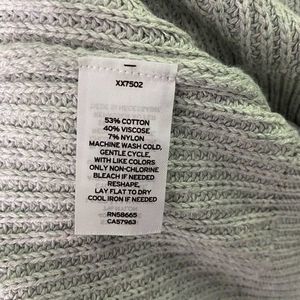 XX7502
53% COTTON
40% VISCOSE
7% NYLON
MACHINE WASH COLD,
GENTLE CYCLE,
WITH LIKE COLORS
ONLY NON-CHLORINE
BLEACH IF NEEDED
RESHAPE,
LAY FLAT TO DRY
COOL IRON IF NEEDED
RN58665
CA57963